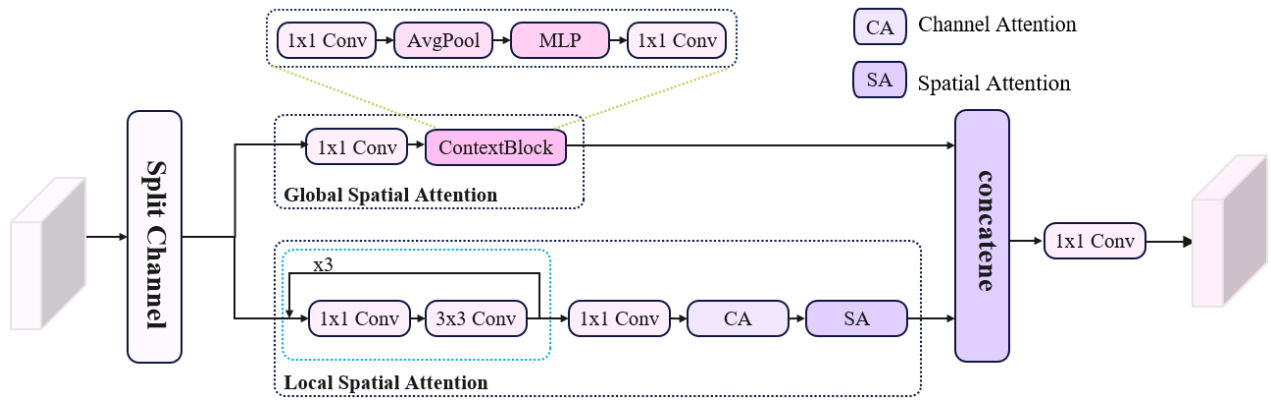 1x1 Conv
AvgPool
MLP
1x1 Conv
CA
Channel Attention
SA
Spatial Attention
Split Channel
1x1 Conv
ContextBlock
Global Spatial Attention
x3
1x1 Conv
3x3 Conv
1x1 Conv
CA
SA
Local Spatial Attention
concatene
1x1 Conv